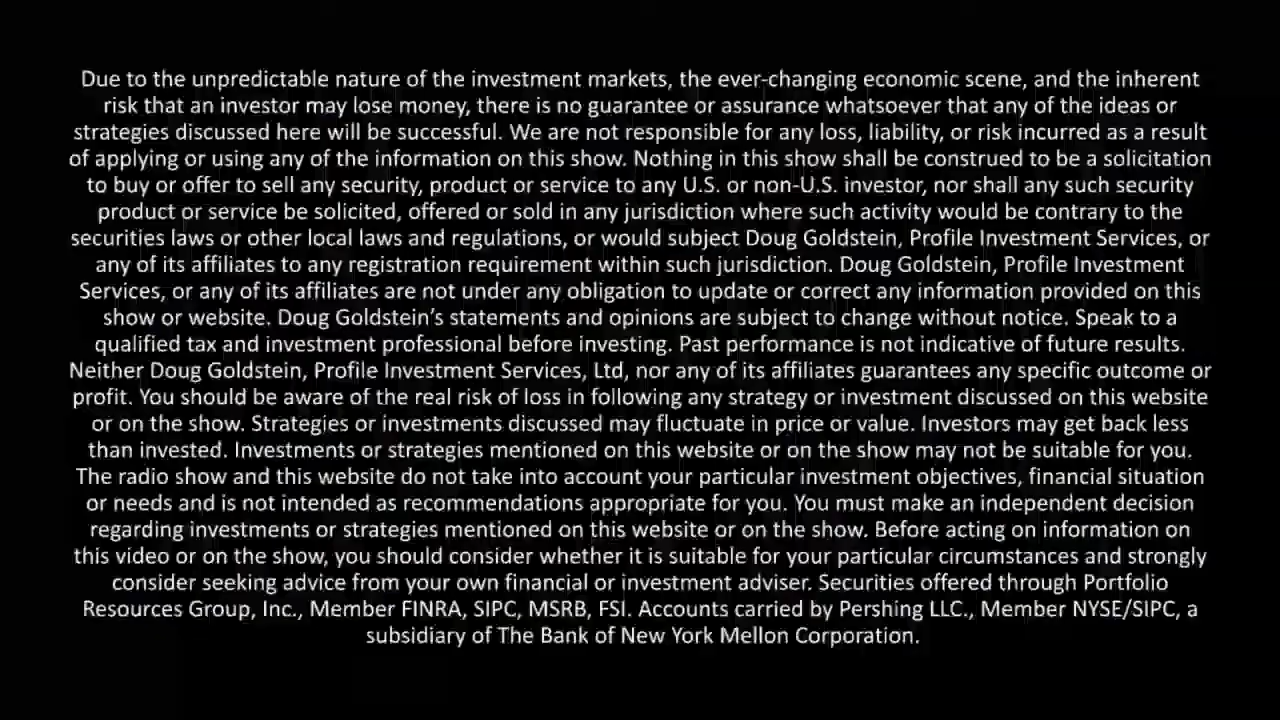 Due to the unpredictable nature of the investment markets, the ever-changing economic scene, and the inherent
risk that an investor may lose money, there is no guarantee or assurance whatsoever that any of the ideas or
strategies discussed here will be successful. We are not responsible for any loss, liability, or risk incurred as a result
of applying or using any of the information on this show. Nothing in this show shall be construed to be a solicitation
to buy or offer to sell any security, product or service to any U.S. or non-U.S. investor, nor shall any such security
product or service be solicited, offered or sold in any jurisdiction where such activity would be contrary to the
securities laws or other local laws and regulations, or would subject Doug Goldstein, Profile Investment Services, or
any of its affiliates to any registration requirement within such jurisdiction. Doug Goldstein, Profile Investment
Services, or any of its affiliates are not under any obligation to update or correct any information provided on this
show or website. Doug Goldstein’s statements and opinions are subject to change without notice. Speak to a
qualified tax and investment professional before investing. Past performance is not indicative of future results.
Neither Doug Goldstein, Profile Investment Services, Ltd, nor any of its affiliates guarantees any specific outcome or
profit. You should be aware of the real risk of loss in following any strategy or investment discussed on this website
or on the show. Strategies or investments discussed may fluctuate in price or value. Investors may get back less
than invested. Investments or strategies mentioned on this website or on the show may not be suitable for you.
The radio show and this website do not take into account your particular investment objectives, financial situation
or needs and is not intended as recommendations appropriate for you. You must make an independent decision
regarding investments or strategies mentioned on this website or on the show. Before acting on information on
this video or on the show, you should consider whether it is suitable for your particular circumstances and strongly
consider seeking advice from your own financial or investment adviser. Securities offered through Portfolio
Resources Group, Inc., Member FINRA, SIPC, MSRB, FSI. Accounts carried by Pershing LLC., Member NYSE/SIPC, a
subsidiary of The Bank of New York Mellon Corporation.